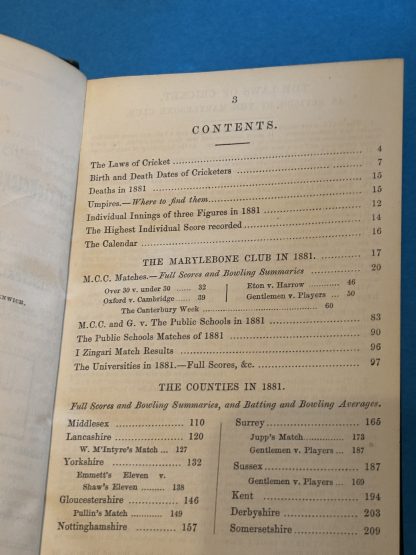 3
CONTENTS.
The Laws of Cricket ........ 4
Birth and Death Dates of Cricketers ........ 7
Deaths in 1881 ........ 15
Umpires.—Where to find them ........ 15
Individual Innings of three Figures in 1881 ........ 12
The Highest Individual Score recorded ........ 14
The Calendar ........ 16
THE MARYLEBONE CLUB IN 1881. ........ 17
M.C.C. Matches.—Full Scores and Bowling Summaries ........ 20
Over 30 v. under 30 ...... 32
Oxford v. Cambridge ... 39
Eton v. Harrow ........ 46
Gentlemen v. Players ... 50
The Canterbury Week ........ 60
M.C.C. and G. v. The Public Schools in 1881 ........ 83
The Public Schools Matches of 1881 ........ 90
I Zingari Match Results ........ 96
The Universities in 1881.—Full Scores, &c. ........ 97
THE COUNTIES IN 1881.
Full Scores and Bowling Summaries, and Batting and Bowling Averages.
Middlesex ........ 110
Lancashire ........ 120
W. McIntyre's Match ... 127
Yorkshire ........ 132
Emmett's Eleven v.
Shaw's Eleven ........ 138
Gloucestershire ........ 146
Pullin's Match ........ 149
Nottinghamshire ........ 157
Surrey ........ 165
Jupp's Match ........ 173
Gentlemen v. Players ... 187
Sussex ........ 187
Gentlemen v. Players ... 169
Kent ........ 194
Derbyshire ........ 203
Somersetshire ........ 209